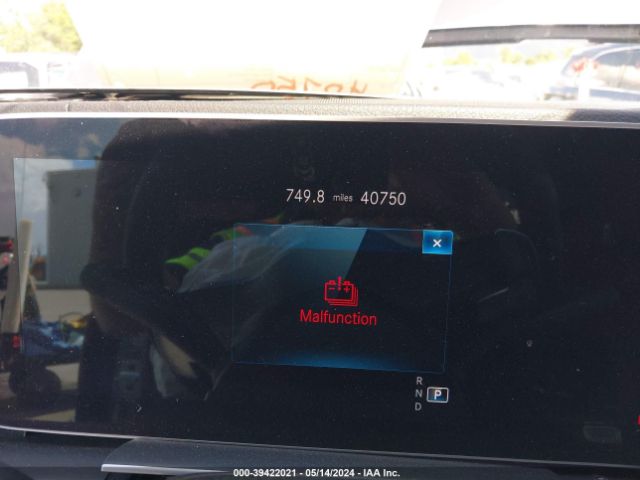 749.8 miles 40750
Malfunction
R
N P
D
000-39422021 - 05/14/2024 - IAA Inc.